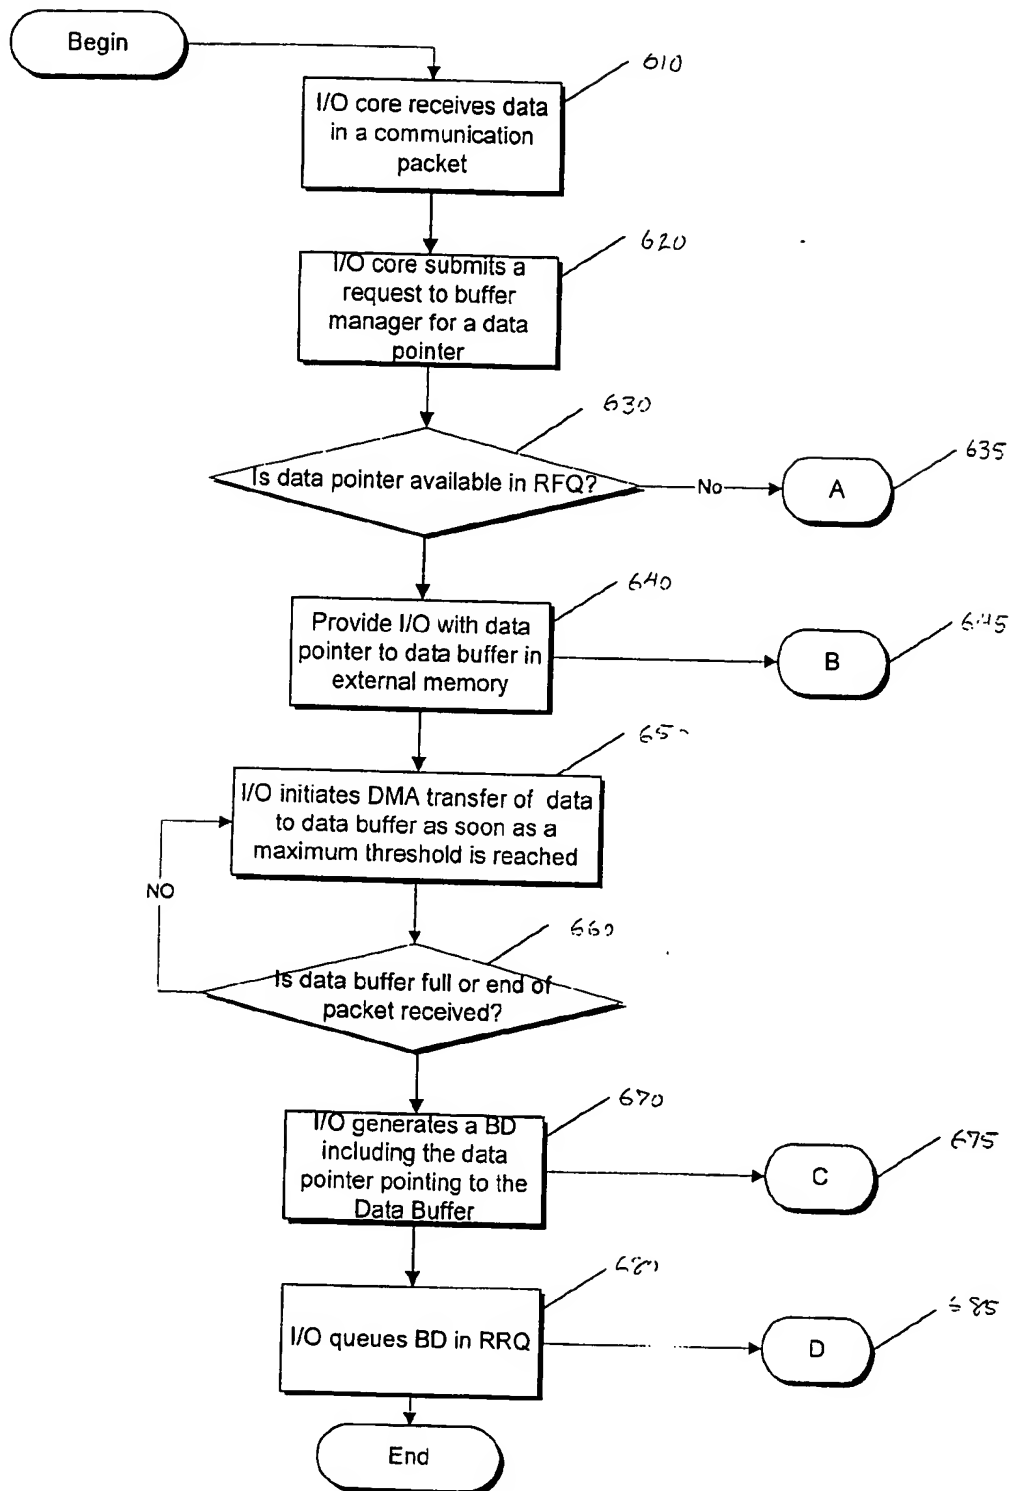 Begin
610
I/O core receives data
in a communication
packet
620
I/O core submits a
request to buffer
manager for a data
pointer
630
Is data pointer available in RFQ?
No
A
635
640
Provide I/O with data
pointer to data buffer in
external memory
B
645
I/O initiates DMA transfer of data
to data buffer as soon as a
maximum threshold is reached
NO
660
Is data buffer full or end of
packet received?
670
I/O generates a BD
including the data
pointer pointing to the
Data Buffer
C
675
680
I/O queues BD in RRQ
D
685
End